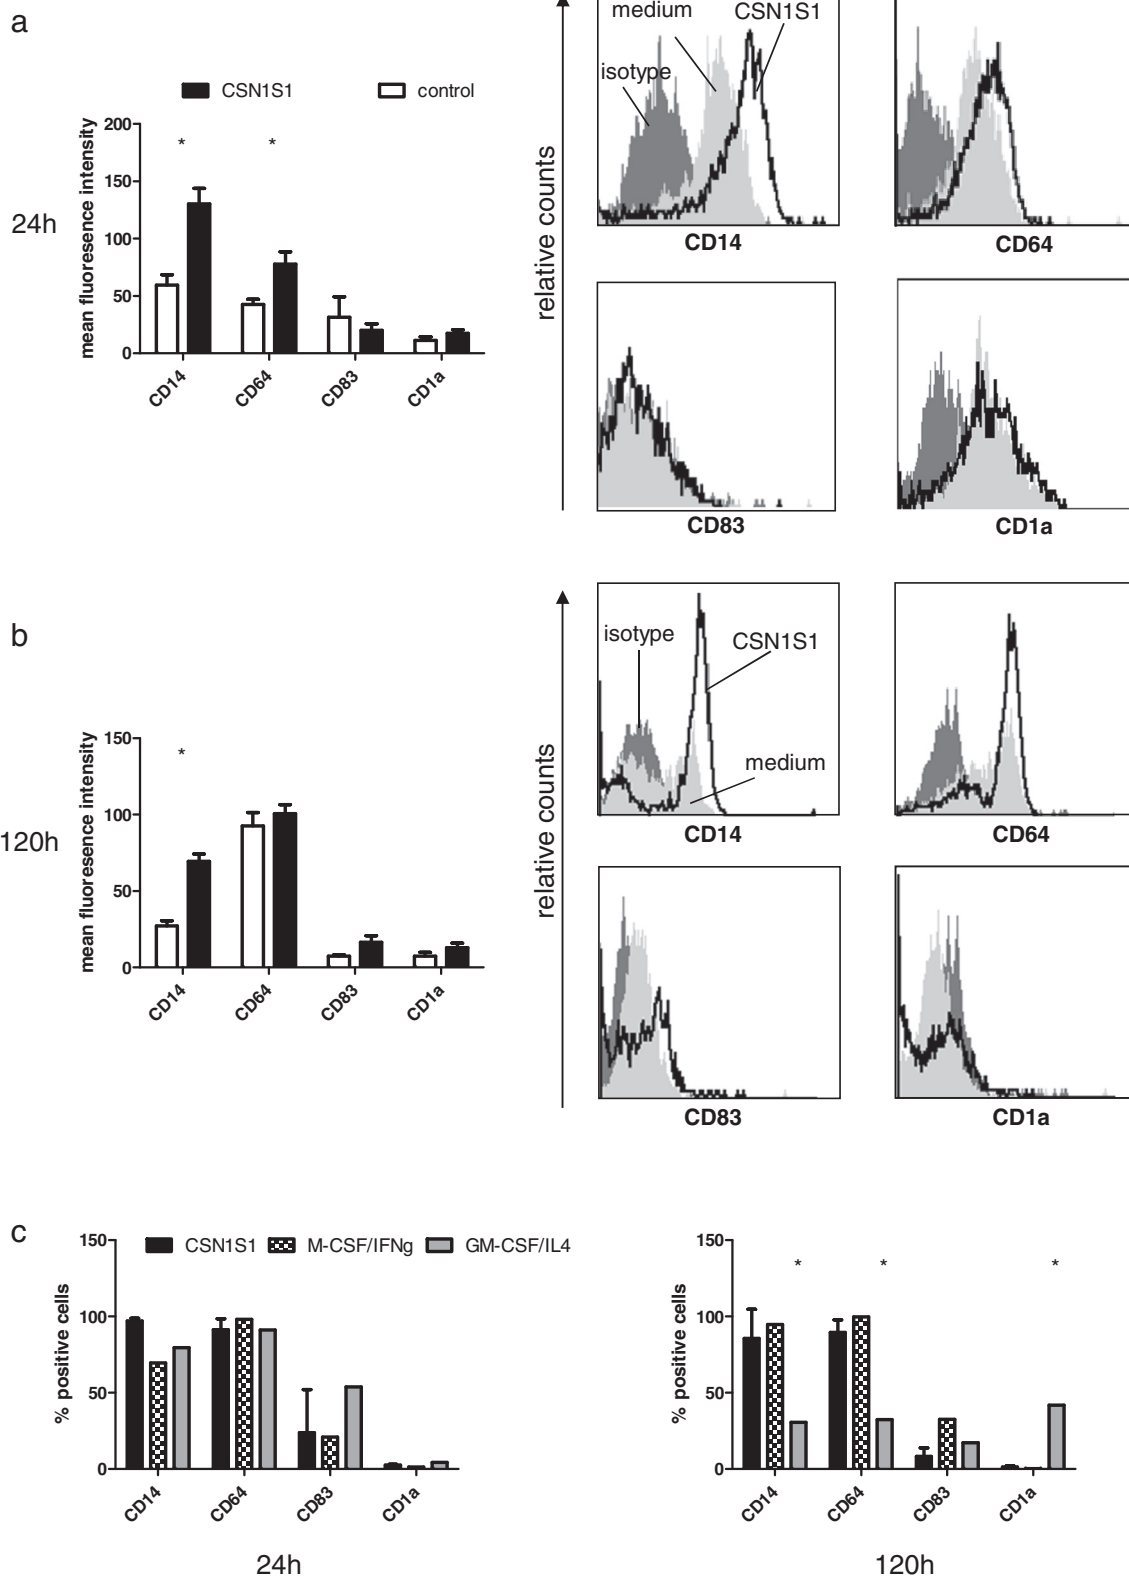 a
CSN1S1 control
mean fluoresence intensity
200
150
100
50
0
* *
24h
CD14 CD64 CD83 CD1a
relative counts
medium CSN1S1
isotype
CD14 CD64
CD83 CD1a
b
mean fluoresence intensity
150
100
50
0
*
120h
CD14 CD64 CD83 CD1a
relative counts
isotype CSN1S1
medium
CD14 CD64
CD83 CD1a
c
CSN1S1 M-CSF/IFNg GM-CSF/IL4
% positive cells
150
100
50
0
CD14 CD64 CD83 CD1a
24h
% positive cells
150
100
50
0
* * *
CD14 CD64 CD83 CD1a
120h